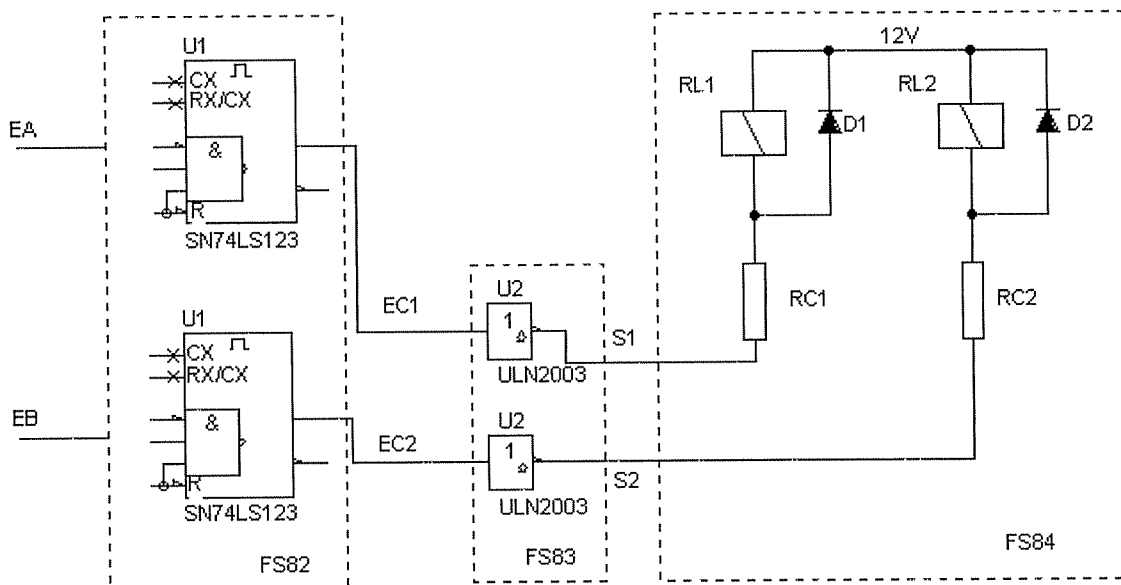 U1
CX
RX/CX
EA
&
R
SN74LS123
12V
RL1
RL2
D1
D2
U2
EC1
1
S1
ULN2003
RC1
RC2
U1
CX
RX/CX
EB
&
R
SN74LS123
EC2
U2
1
S2
ULN2003
FS82
FS83
FS84